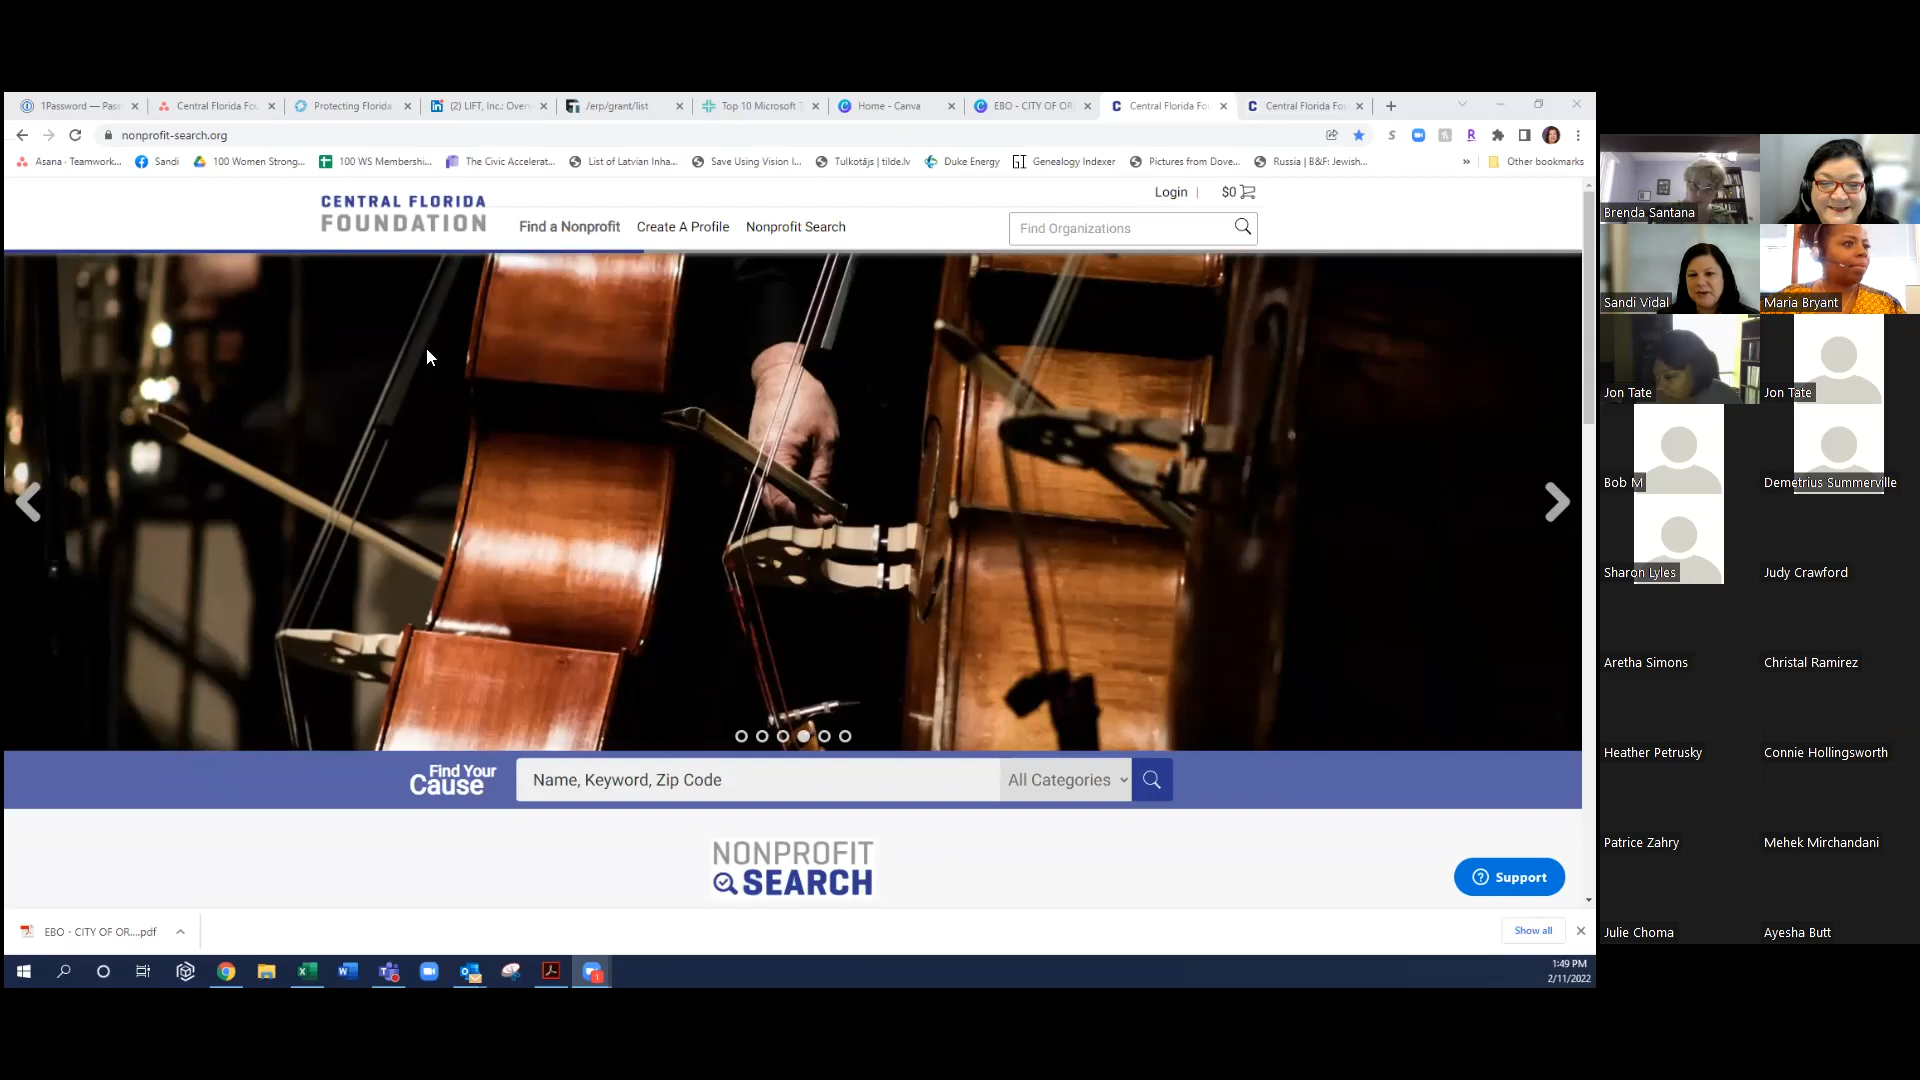 1Password — Pass
Central Florida Fou
Protecting Florida
(2) LIFT, Inc.: Over
/erp/grant/list
Top 10 Microsoft T
Home - Canva
EBO - CITY OF OR
Central Florida Fo
Central Florida Fo
nonprofit-search.org
Asana - Teamwork...
Sandi
100 Women Strong...
100 WS Membershi...
The Civic Accelerat...
List of Latvian Inha...
Save Using Vision I...
Tulkotājs | tilde.lv
Duke Energy
Genealogy Indexer
Pictures from Dove...
Russia | B&F: Jewish...
Other bookmarks
Login | $0
CENTRAL FLORIDA
FOUNDATION
Find a Nonprofit
Create A Profile
Nonprofit Search
Find Organizations
Find Your
Cause
Name, Keyword, Zip Code
All Categories
NONPROFIT
SEARCH
Support
EBO - CITY OF OR....pdf
Show all
1:49 PM
2/11/2022
Brenda Santana
Sandi Vidal
Maria Bryant
Jon Tate
Jon Tate
Bob M
Demetrius Summerville
Sharon Lyles
Judy Crawford
Aretha Simons
Christal Ramirez
Heather Petrusky
Connie Hollingsworth
Patrice Zahry
Mehek Mirchandani
Julie Choma
Ayesha Butt